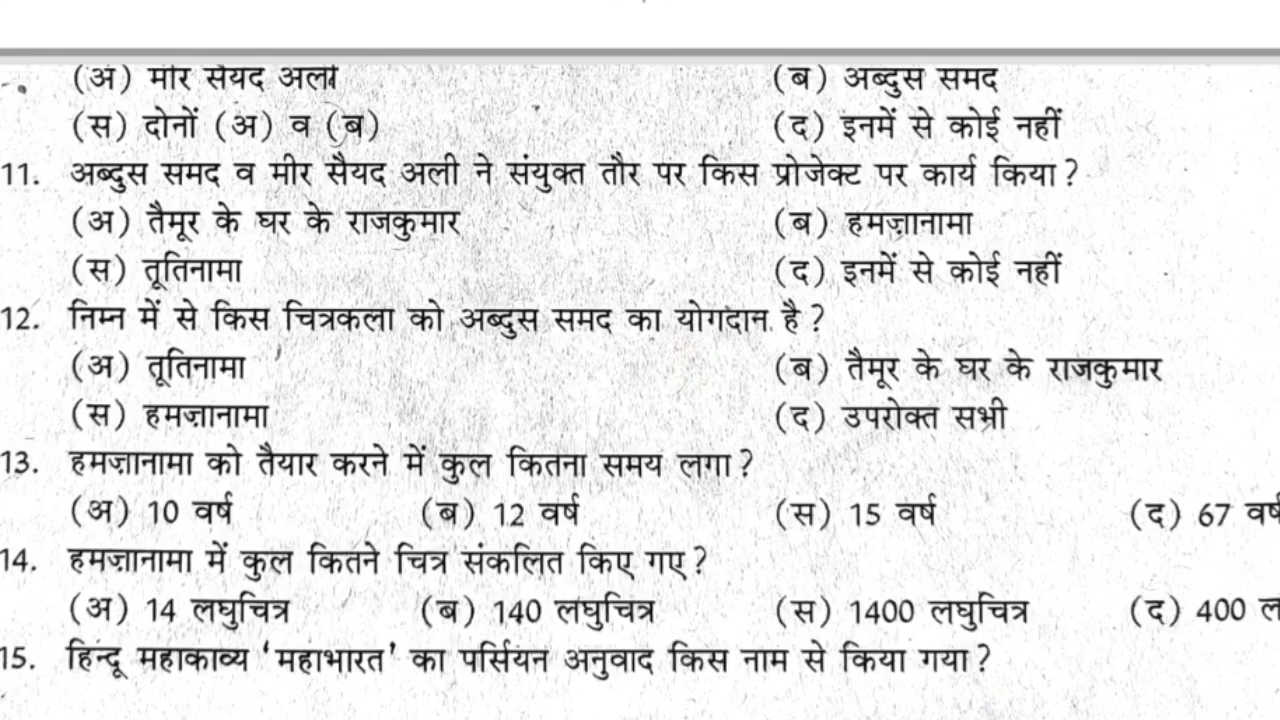 (अ) मीर सैयद अली (ब) अब्दुस समद
(स) दोनों (अ) व (ब) (द) इनमें से कोई नहीं
11. अब्दुस समद व मीर सैयद अली ने संयुक्त तौर पर किस प्रोजेक्ट पर कार्य किया?
(अ) तैमूर के घर के राजकुमार (ब) हमज़ानामा
(स) तूतिनामा (द) इनमें से कोई नहीं
12. निम्न में से किस चित्रकला को अब्दुस समद का योगदान है?
(अ) तूतिनामा (ब) तैमूर के घर के राजकुमार
(स) हमज़ानामा (द) उपरोक्त सभी
13. हमज़ानामा को तैयार करने में कुल कितना समय लगा?
(अ) 10 वर्ष (ब) 12 वर्ष (स) 15 वर्ष (द) 67 वर्ष
14. हमज़ानामा में कुल कितने चित्र संकलित किए गए?
(अ) 14 लघुचित्र (ब) 140 लघुचित्र (स) 1400 लघुचित्र (द) 400
15. हिन्दू महाकाव्य 'महाभारत' का पर्सियन अनुवाद किस नाम से किया गया?